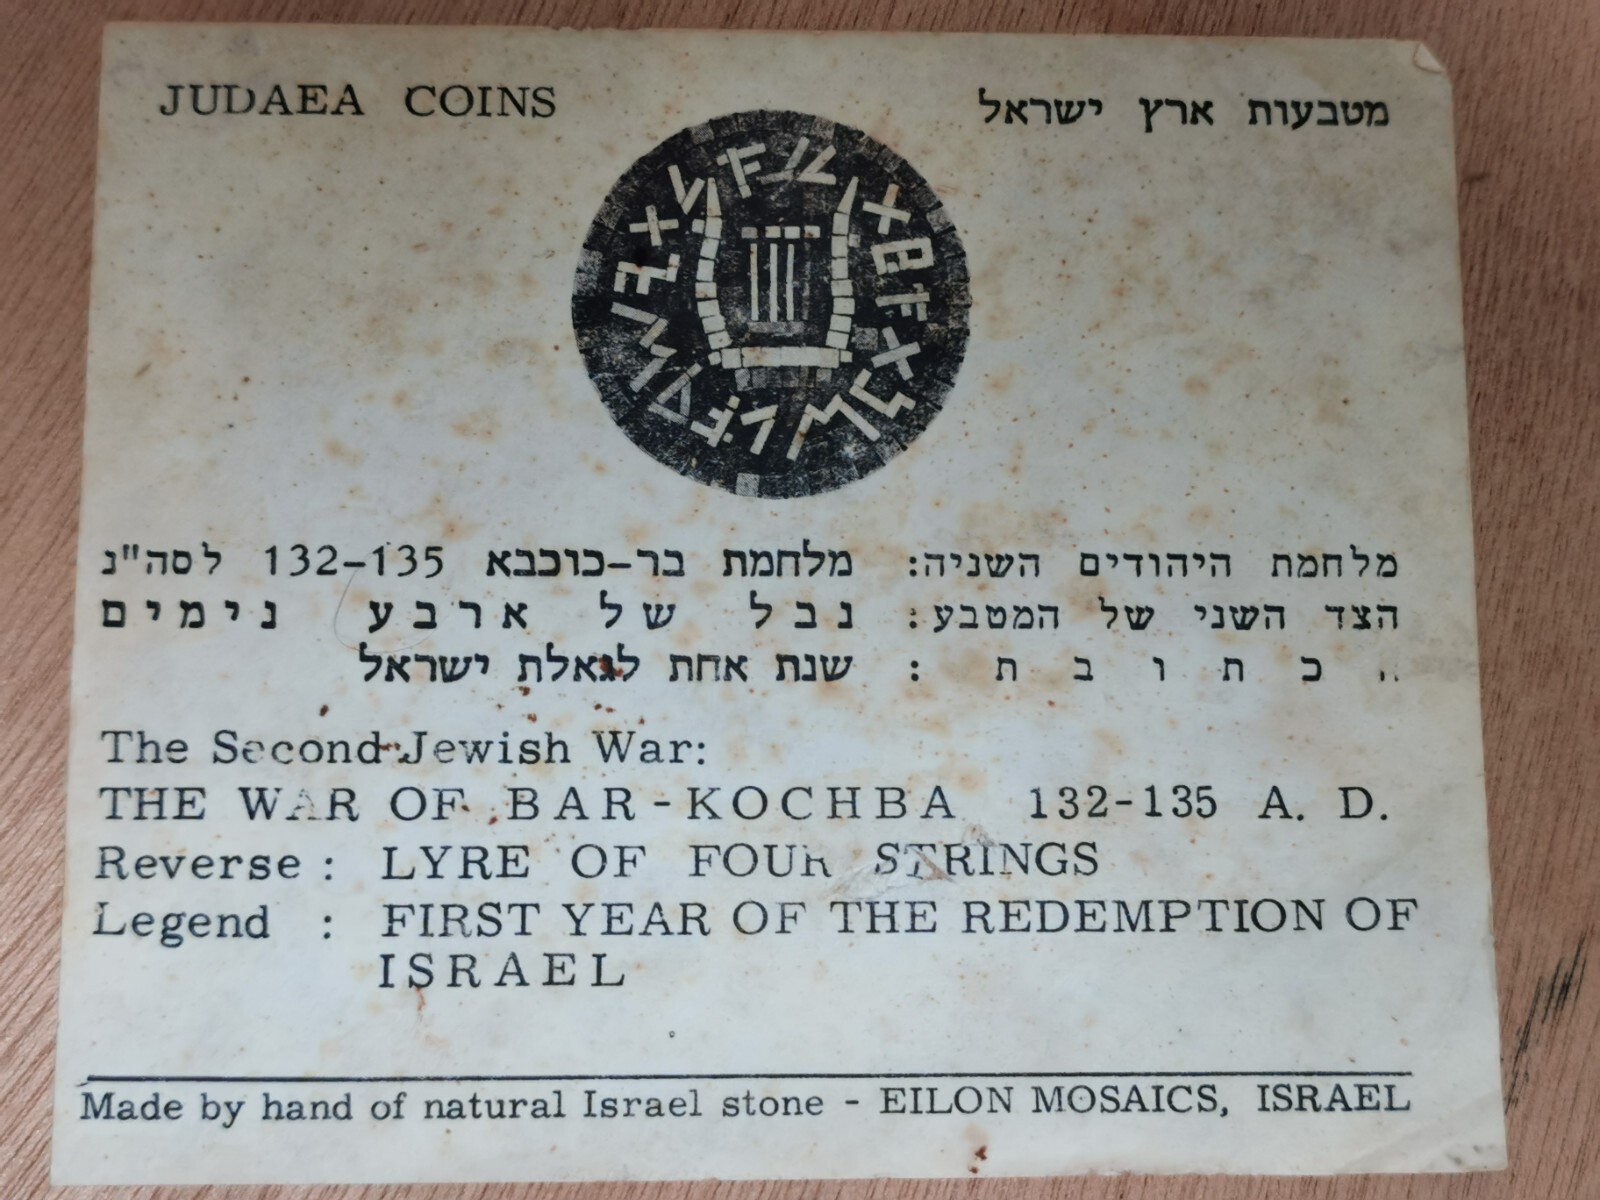 JUDAEA COINS
מטבעות ארץ ישראל
מלחמת היהודים השניה: מלחמת בר-כוכבא 132-135 לסה"נ
הצד השני של המטבע: נבל של ארבע נימים
הכתובת: שנת אחת לגאלת ישראל
The Second Jewish War:
THE WAR OF BAR-KOCHBA 132-135 A. D.
Reverse: LYRE OF FOUR STRINGS
Legend : FIRST YEAR OF THE REDEMPTION OF
ISRAEL
Made by hand of natural Israel stone - EILON MOSAICS, ISRAEL